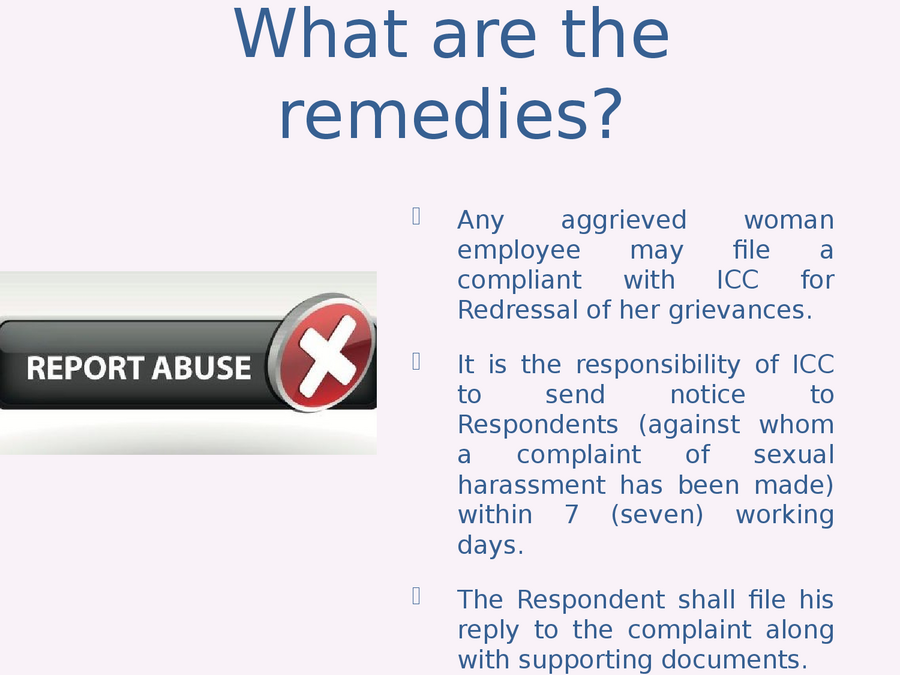 What are the
remedies?
REPORT ABUSE
Any aggrieved woman
employee may file a
compliant with ICC for
Redressal of her grievances.
It is the responsibility of ICC
to send notice to
Respondents (against whom
a complaint of sexual
harassment has been made)
within 7 (seven) working
days.
The Respondent shall file his
reply to the complaint along
with supporting documents.